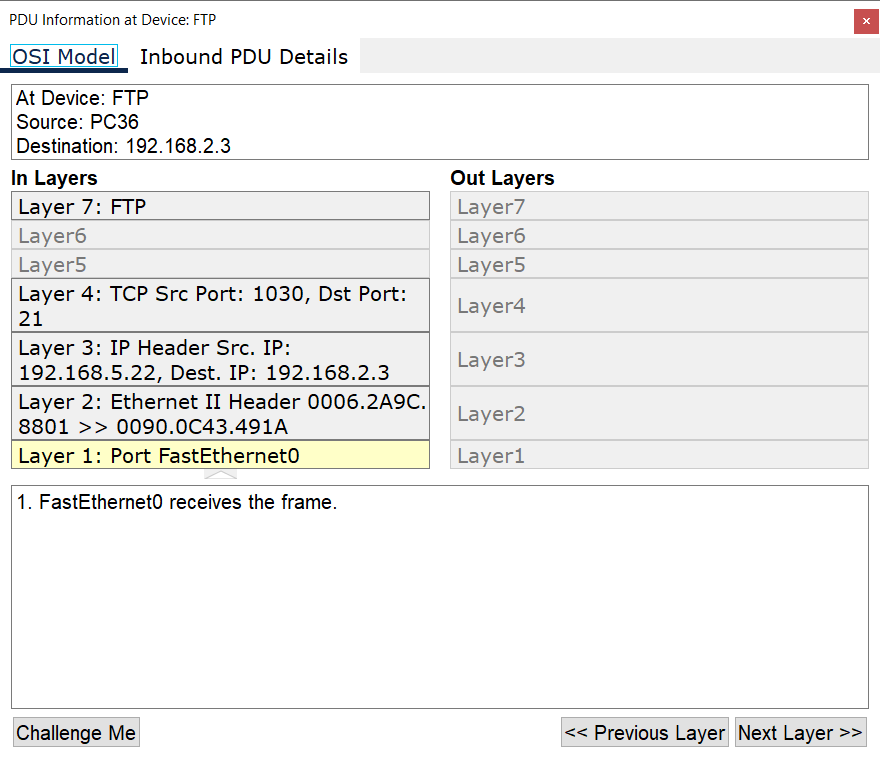 PDU Information at Device: FTP
OSI Model
Inbound PDU Details
At Device: FTP
Source: PC36
Destination: 192.168.2.3
In Layers
Layer 7: FTP
Layer6
Layer5
Layer 4: TCP Src Port: 1030, Dst Port:
21
Layer 3: IP Header Src. IP:
192.168.5.22, Dest. IP: 192.168.2.3
Layer 2: Ethernet II Header 0006.2A9C.
8801 >> 0090.0C43.491A
Layer 1: Port FastEthernet0
Out Layers
Layer7
Layer6
Layer5
Layer4
Layer3
Layer2
Layer1
1. FastEthernet0 receives the frame.
Challenge Me
<< Previous Layer
Next Layer >>